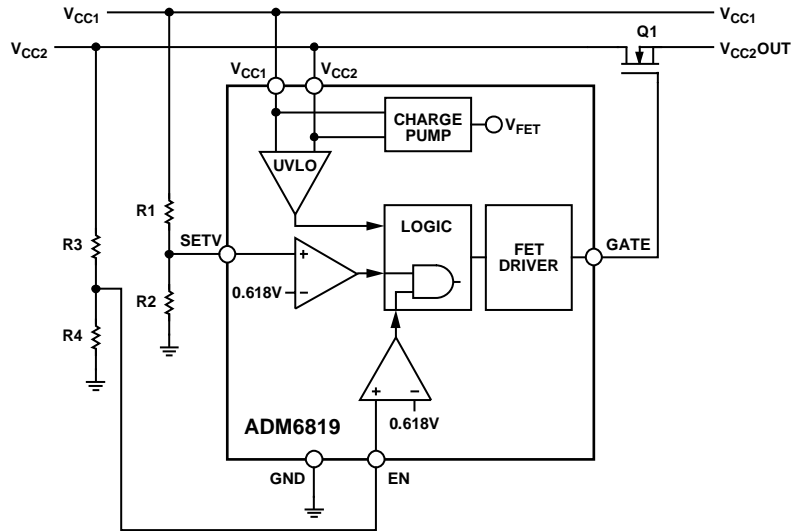 VCC1
VCC1
Q1
VCC2
VCC2OUT
VCC1
VCC2
CHARGE
PUMP
VFET
UVLO
R1
LOGIC
SETV
FET
DRIVER
GATE
R3
+
–
0.618V
R2
R4
+
–
0.618V
ADM6819
GND
EN